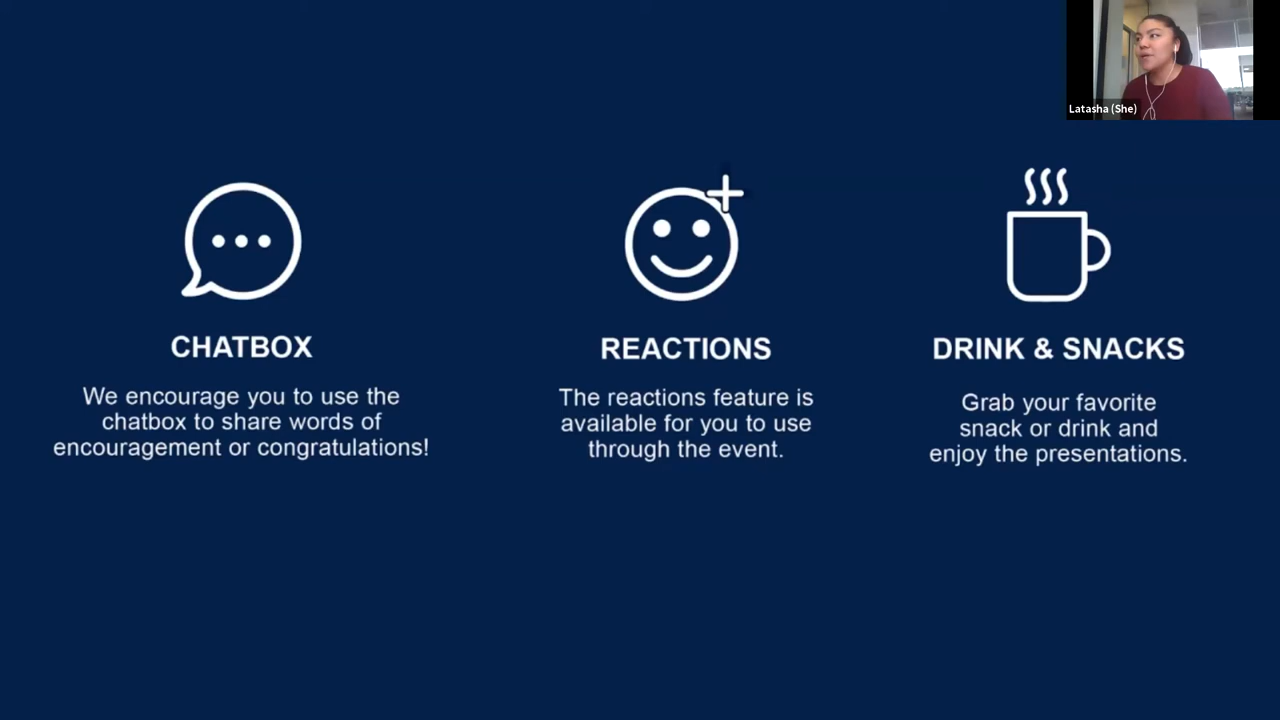 Latasha (She)
CHATBOX
We encourage you to use the
chatbox to share words of
encouragement or congratulations!
REACTIONS
The reactions feature is
available for you to use
through the event.
DRINK & SNACKS
Grab your favorite
snack or drink and
enjoy the presentations.